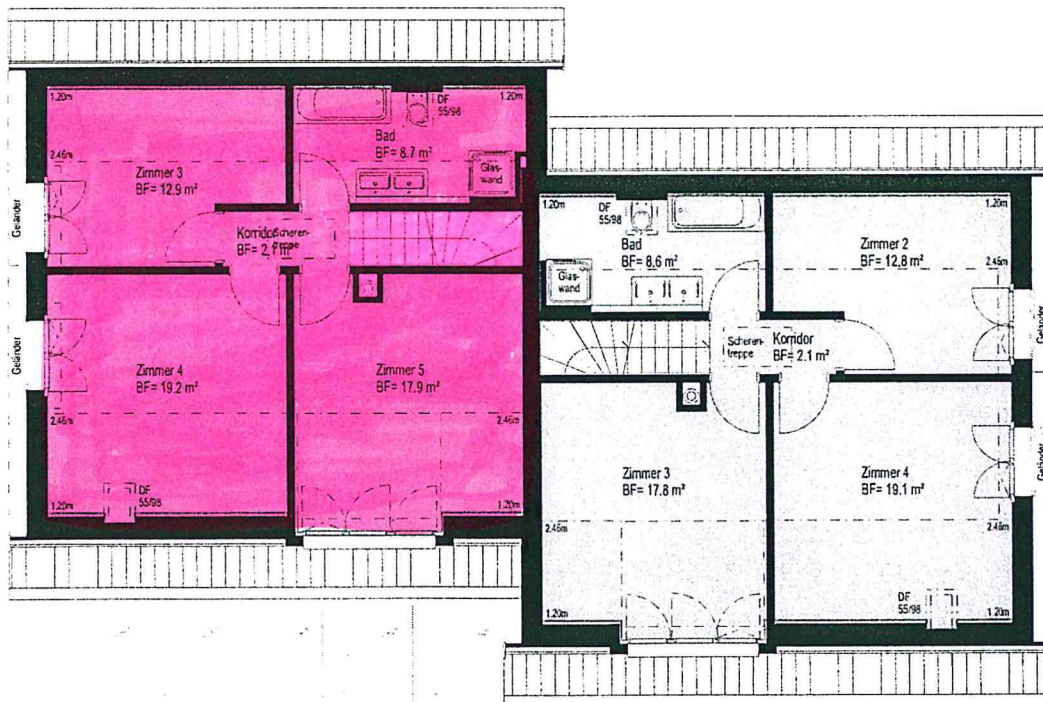 1.20m
1.20m
DF
55/98
Bad
BF= 8.7 m²
2.46m
Zimmer 3
BF= 12.9 m²
Glas-
wand
Geländer
Korridor
BF= 2.1 m²
Scheren-
treppe
Geländer
Zimmer 4
BF= 19.2 m²
Zimmer 5
BF= 17.9 m²
2.46m
2.46m
DF
55/98
1.20m
1.20m
1.20m
DF
55/98
Bad
BF= 8.6 m²
Glas-
wand
1.20m
Zimmer 2
BF= 12.8 m²
2.46m
Geländer
Scheren-
treppe
Korridor
BF= 2.1 m²
Geländer
Zimmer 3
BF= 17.8 m²
Zimmer 4
BF= 19.1 m²
2.46m
2.46m
DF
55/98
1.20m
1.20m